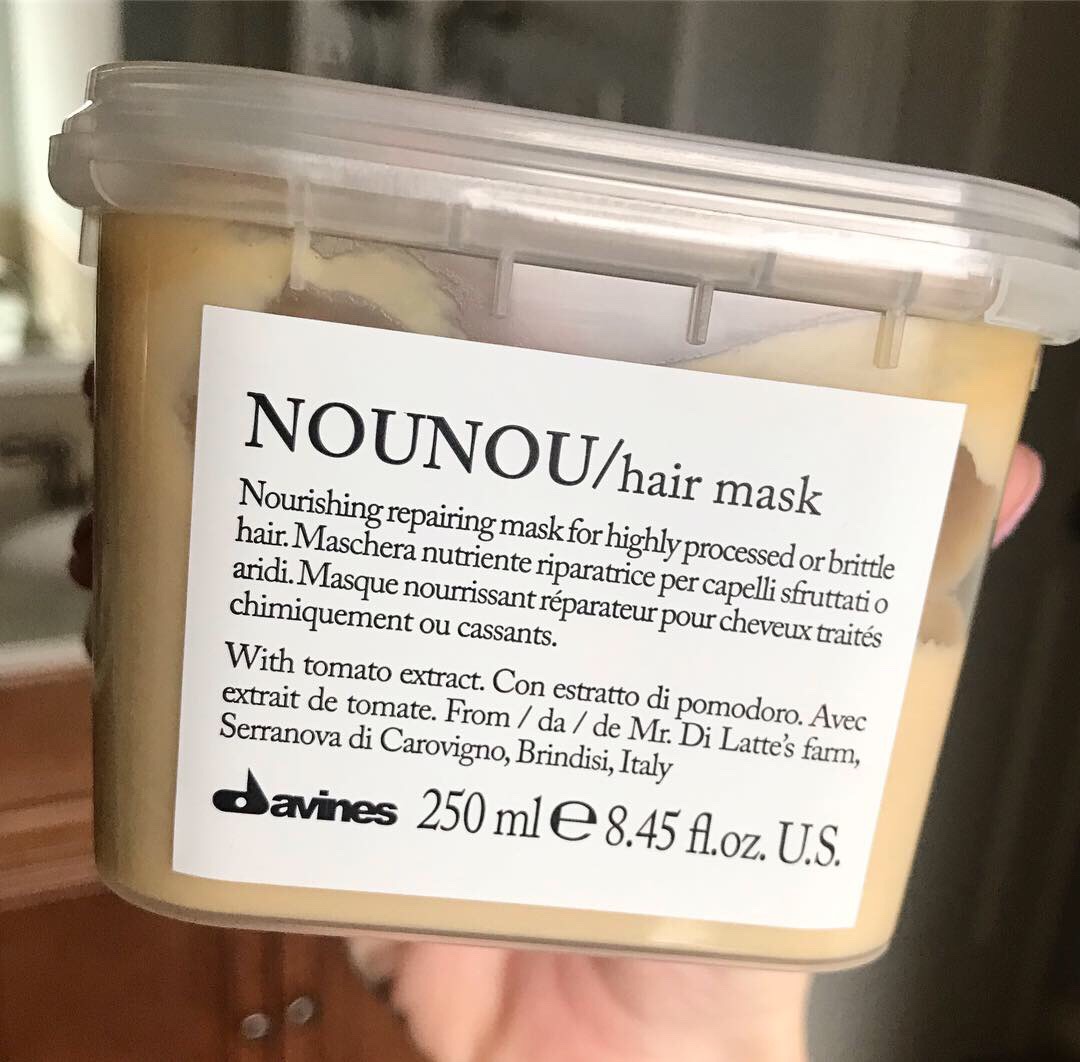 NOUNOU/hair mask
Nourishing repairing mask for highly processed or brittle
hair. Maschera nutriente riparatrice per capelli sfruttati o
aridi. Masque nourrissant réparateur pour cheveux traités
chimiquement ou cassants.
With tomato extract. Con estratto di pomodoro. Avec
extrait de tomate. From / da / de Mr. Di Latte's farm,
Serranova di Carovigno, Brindisi, Italy
davines 250 ml e 8.45 fl.oz. U.S.